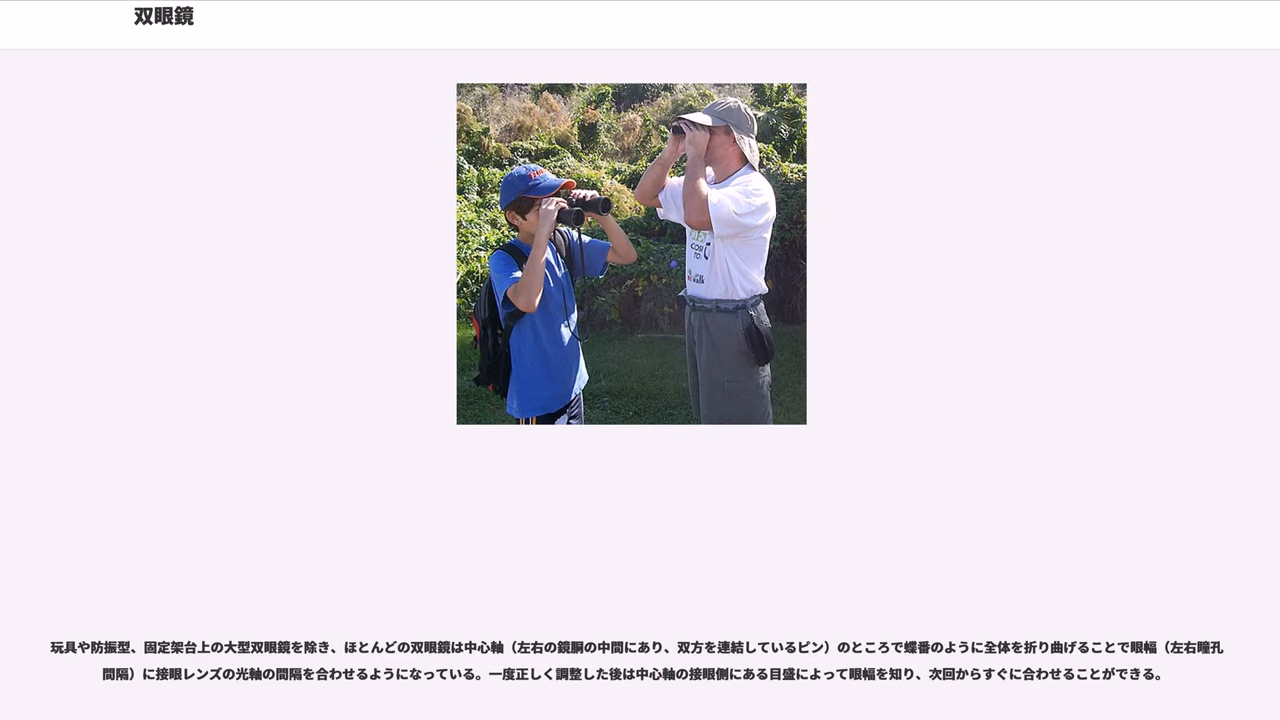 双眼鏡
玩具や防振型、固定架台上の大型双眼鏡を除き、ほとんどの双眼鏡は中心軸（左右の鏡胴の中間にあり、双方を連結しているピン）のところで蝶番のように全体を折り曲げることで眼幅（左右瞳孔
間隔）に接眼レンズの光軸の間隔を合わせるようになっている。一度正しく調整した後は中心軸の接眼側にある目盛によって眼幅を知り、次回からすぐに合わせることができる。